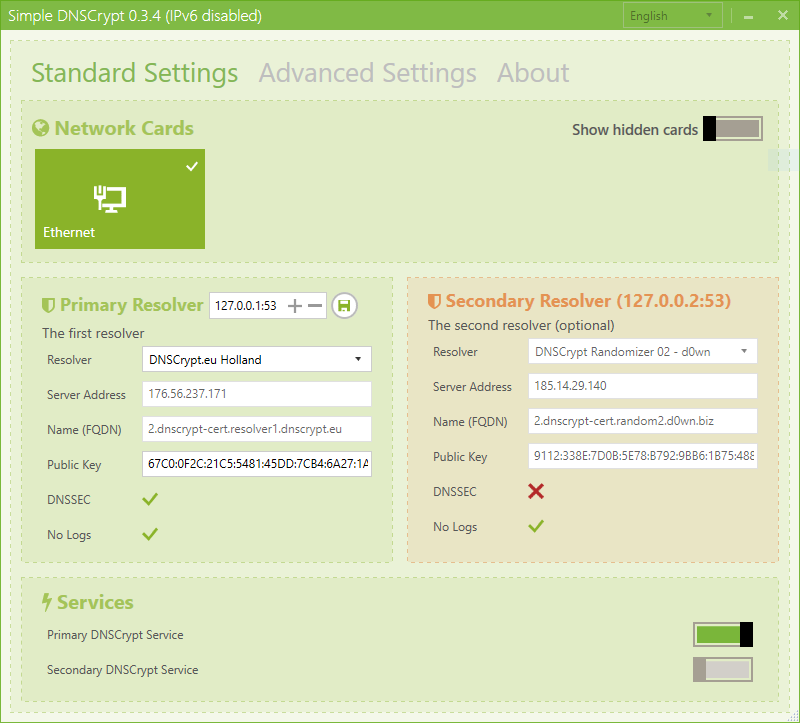 Simple DNSCrypt 0.3.4 (IPv6 disabled)
English
Standard Settings Advanced Settings About
Network Cards
Show hidden cards
Ethernet
Primary Resolver 127.0.0.1:53
The first resolver
Resolver DNSCrypt.eu Holland
Server Address 176.56.237.171
Name (FQDN) 2.dnscrypt-cert.resolver1.dnscrypt.eu
Public Key 67C0:0F2C:21C5:5481:45DD:7CB4:6A27:1A
DNSSEC
No Logs
Secondary Resolver (127.0.0.2:53)
The second resolver (optional)
Resolver DNSCrypt Randomizer 02 - d0wn
Server Address 185.14.29.140
Name (FQDN) 2.dnscrypt-cert.random2.d0wn.biz
Public Key 9112:338E:7D0B:5E78:B792:9BB6:1B75:488
DNSSEC
No Logs
Services
Primary DNSCrypt Service
Secondary DNSCrypt Service